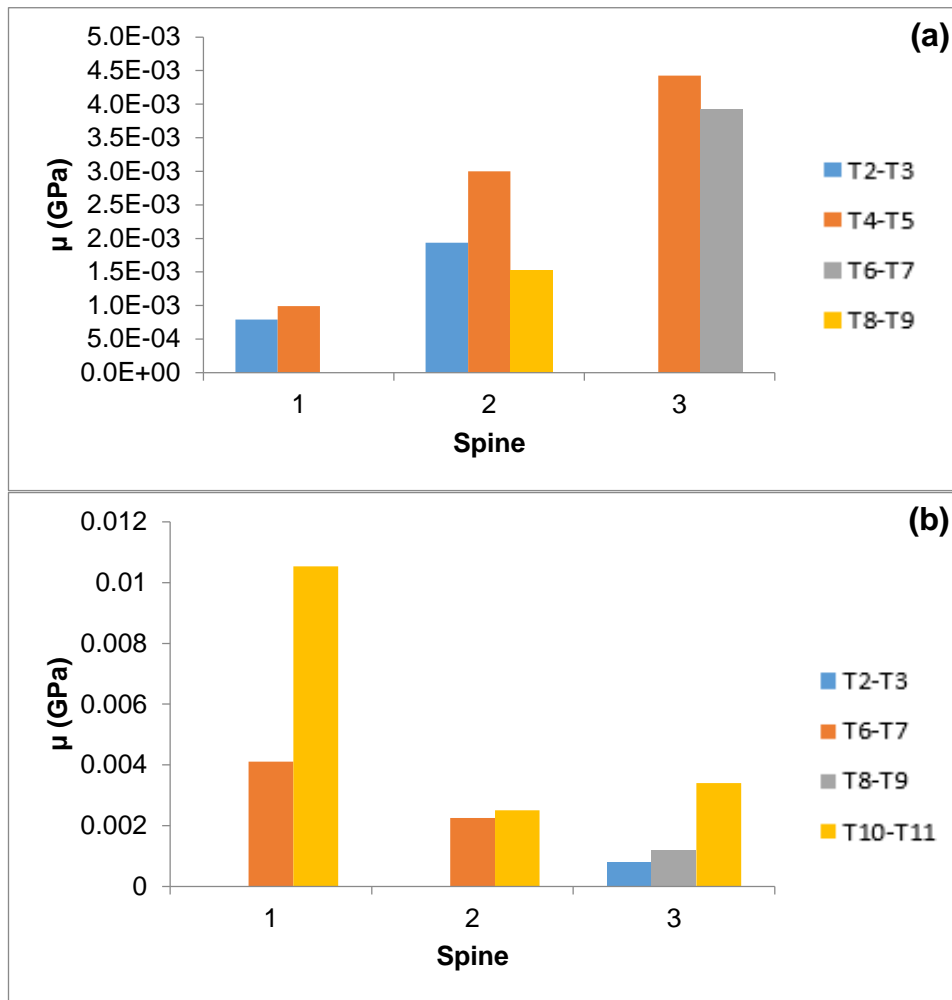 (a)
5.0E-03
4.5E-03
4.0E-03
3.5E-03
3.0E-03
2.5E-03
2.0E-03
1.5E-03
1.0E-03
5.0E-04
0.0E+00
μ (GPa)
1 2 3
Spine
T2-T3
T4-T5
T6-T7
T8-T9
(b)
0.012
0.01
0.008
0.006
0.004
0.002
0
μ (GPa)
1 2 3
Spine
T2-T3
T6-T7
T8-T9
T10-T11